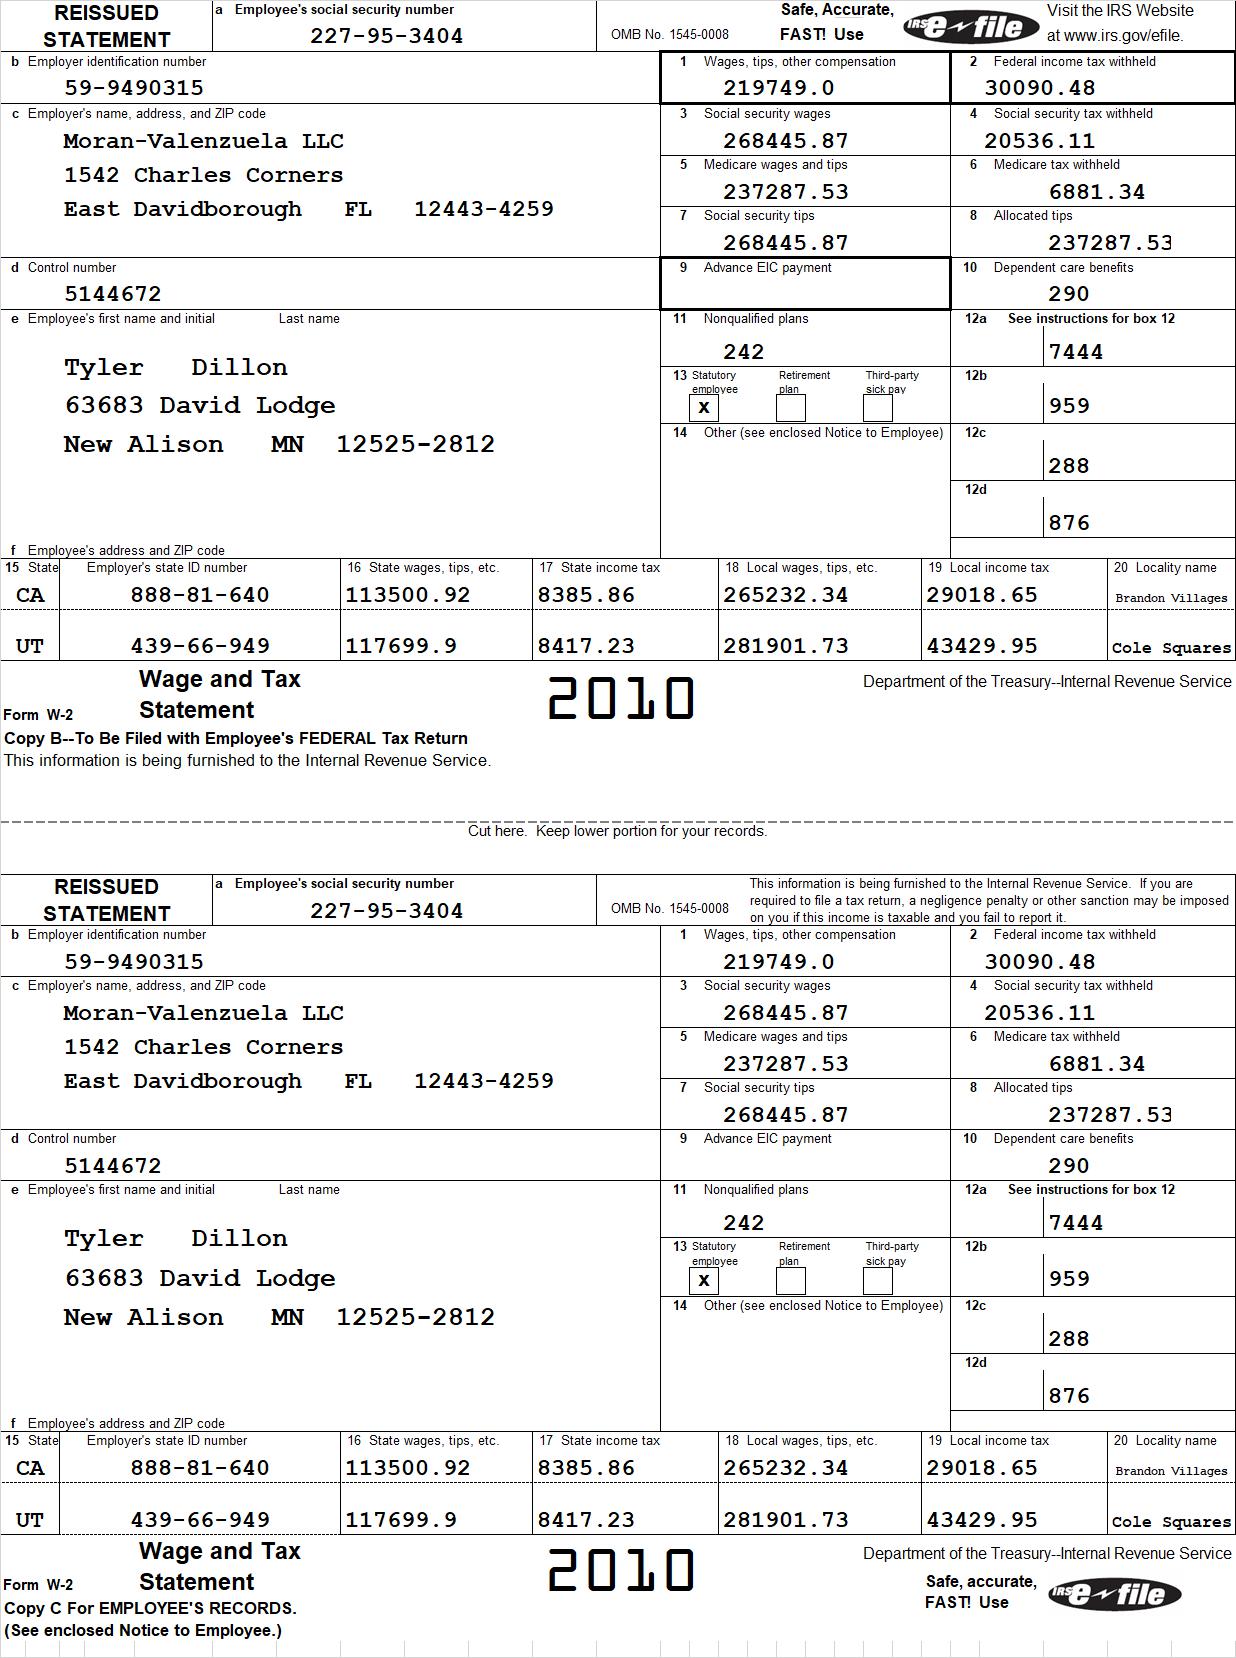 REISSUED STATEMENT
a Employee's social security number
227-95-3404
OMB No. 1545-0008
Safe, Accurate, FAST! Use
IRS e-file
Visit the IRS Website at www.irs.gov/efile.
b Employer identification number
59-9490315
1 Wages, tips, other compensation
219749.0
2 Federal income tax withheld
30090.48
c Employer's name, address, and ZIP code
Moran-Valenzuela LLC
1542 Charles Corners
East Davidborough FL 12443-4259
3 Social security wages
268445.87
4 Social security tax withheld
20536.11
5 Medicare wages and tips
237287.53
6 Medicare tax withheld
6881.34
7 Social security tips
268445.87
8 Allocated tips
237287.53
d Control number
5144672
9 Advance EIC payment
10 Dependent care benefits
290
e Employee's first name and initial Last name
Tyler Dillon
63683 David Lodge
New Alison MN 12525-2812
11 Nonqualified plans
242
12a See instructions for box 12
7444
13 Statutory employee Retirement plan Third-party sick pay
X
12b
959
14 Other (see enclosed Notice to Employee)
12c
288
12d
876
f Employee's address and ZIP code
15 State Employer's state ID number 16 State wages, tips, etc. 17 State income tax 18 Local wages, tips, etc. 19 Local income tax 20 Locality name
CA 888-81-640 113500.92 8385.86 265232.34 29018.65 Brandon Villages
UT 439-66-949 117699.9 8417.23 281901.73 43429.95 Cole Squares
Form W-2 Wage and Tax Statement
2010
Department of the Treasury--Internal Revenue Service
Copy B--To Be Filed with Employee's FEDERAL Tax Return
This information is being furnished to the Internal Revenue Service.
Cut here. Keep lower portion for your records.
REISSUED STATEMENT
a Employee's social security number
227-95-3404
OMB No. 1545-0008
This information is being furnished to the Internal Revenue Service. If you are
required to file a tax return, a negligence penalty or other sanction may be imposed
on you if this income is taxable and you fail to report it.
b Employer identification number
59-9490315
1 Wages, tips, other compensation
219749.0
2 Federal income tax withheld
30090.48
c Employer's name, address, and ZIP code
Moran-Valenzuela LLC
1542 Charles Corners
East Davidborough FL 12443-4259
3 Social security wages
268445.87
4 Social security tax withheld
20536.11
5 Medicare wages and tips
237287.53
6 Medicare tax withheld
6881.34
7 Social security tips
268445.87
8 Allocated tips
237287.53
d Control number
5144672
9 Advance EIC payment
10 Dependent care benefits
290
e Employee's first name and initial Last name
Tyler Dillon
63683 David Lodge
New Alison MN 12525-2812
11 Nonqualified plans
242
12a See instructions for box 12
7444
13 Statutory employee Retirement plan Third-party sick pay
X
12b
959
14 Other (see enclosed Notice to Employee)
12c
288
12d
876
f Employee's address and ZIP code
15 State Employer's state ID number 16 State wages, tips, etc. 17 State income tax 18 Local wages, tips, etc. 19 Local income tax 20 Locality name
CA 888-81-640 113500.92 8385.86 265232.34 29018.65 Brandon Villages
UT 439-66-949 117699.9 8417.23 281901.73 43429.95 Cole Squares
Form W-2 Wage and Tax Statement
2010
Department of the Treasury--Internal Revenue Service
Safe, accurate, FAST! Use
IRS e-file
Copy C For EMPLOYEE'S RECORDS.
(See enclosed Notice to Employee.)